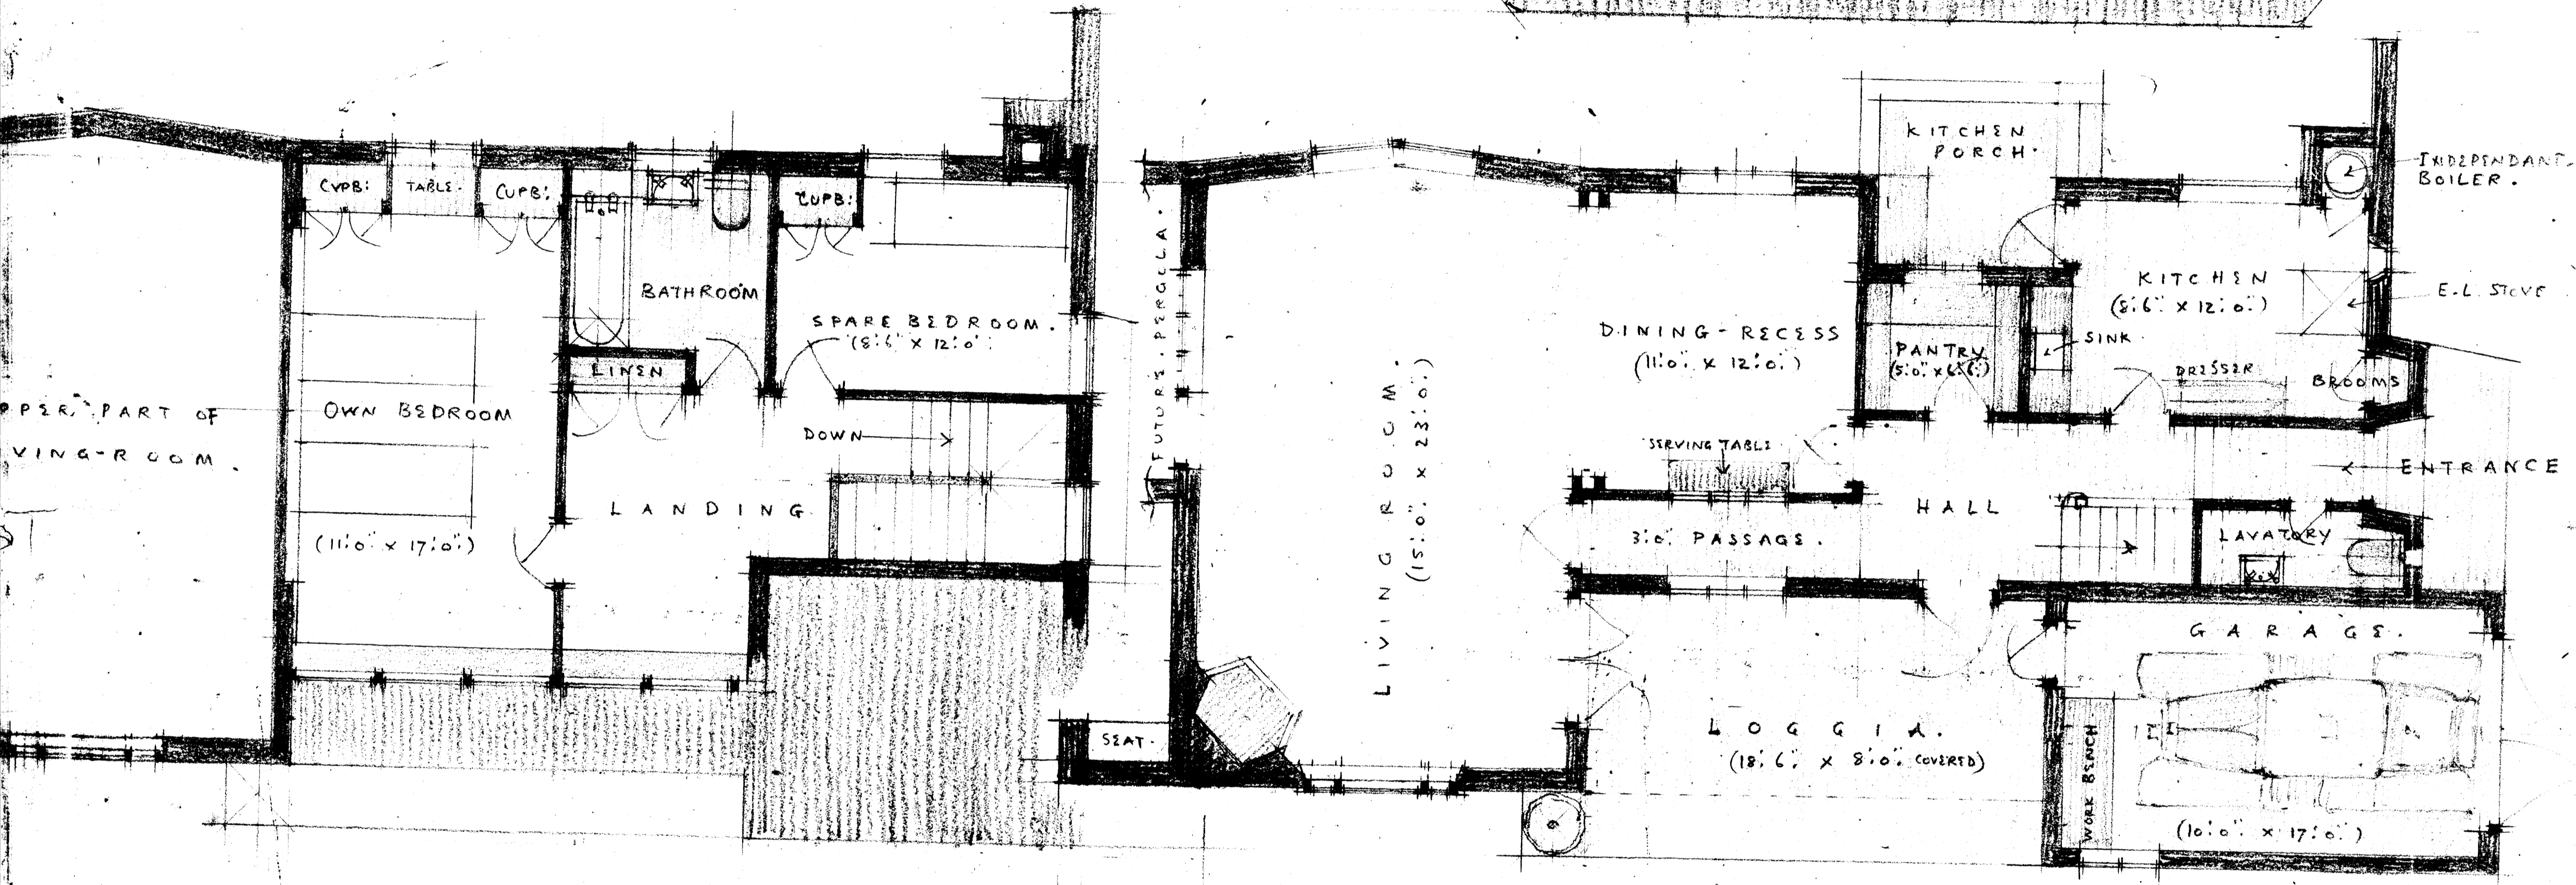 CUPB:
TABLE.
CUPB:
CUPB:
BATHROOM
SPARE BEDROOM.
(8'.6" X 12'.0")
LINEN
PART OF
OWN BEDROOM
(11'.0" X 17'.0")
DOWN
LANDING
FUTURE. PERGOLA.
SEAT.
LIVING ROOM.
(15'.0" X 23'.0")
DINING-RECESS
(11'.0" X 12'.0")
SERVING TABLE
3'.0" PASSAGE.
KITCHEN
PORCH.
INDEPENDANT.
BOILER.
KITCHEN
(8'.6" X 12'.0")
E.L. STOVE
SINK
PANTRY
(5'.0" X 6'.6")
DRESSER
BROOMS
ENTRANCE
HALL
LAVATORY
GARAGE.
LOGGIA.
(18'.6" X 8'.0" COVERED)
WORK BENCH
(10'.0" X 17'.0")